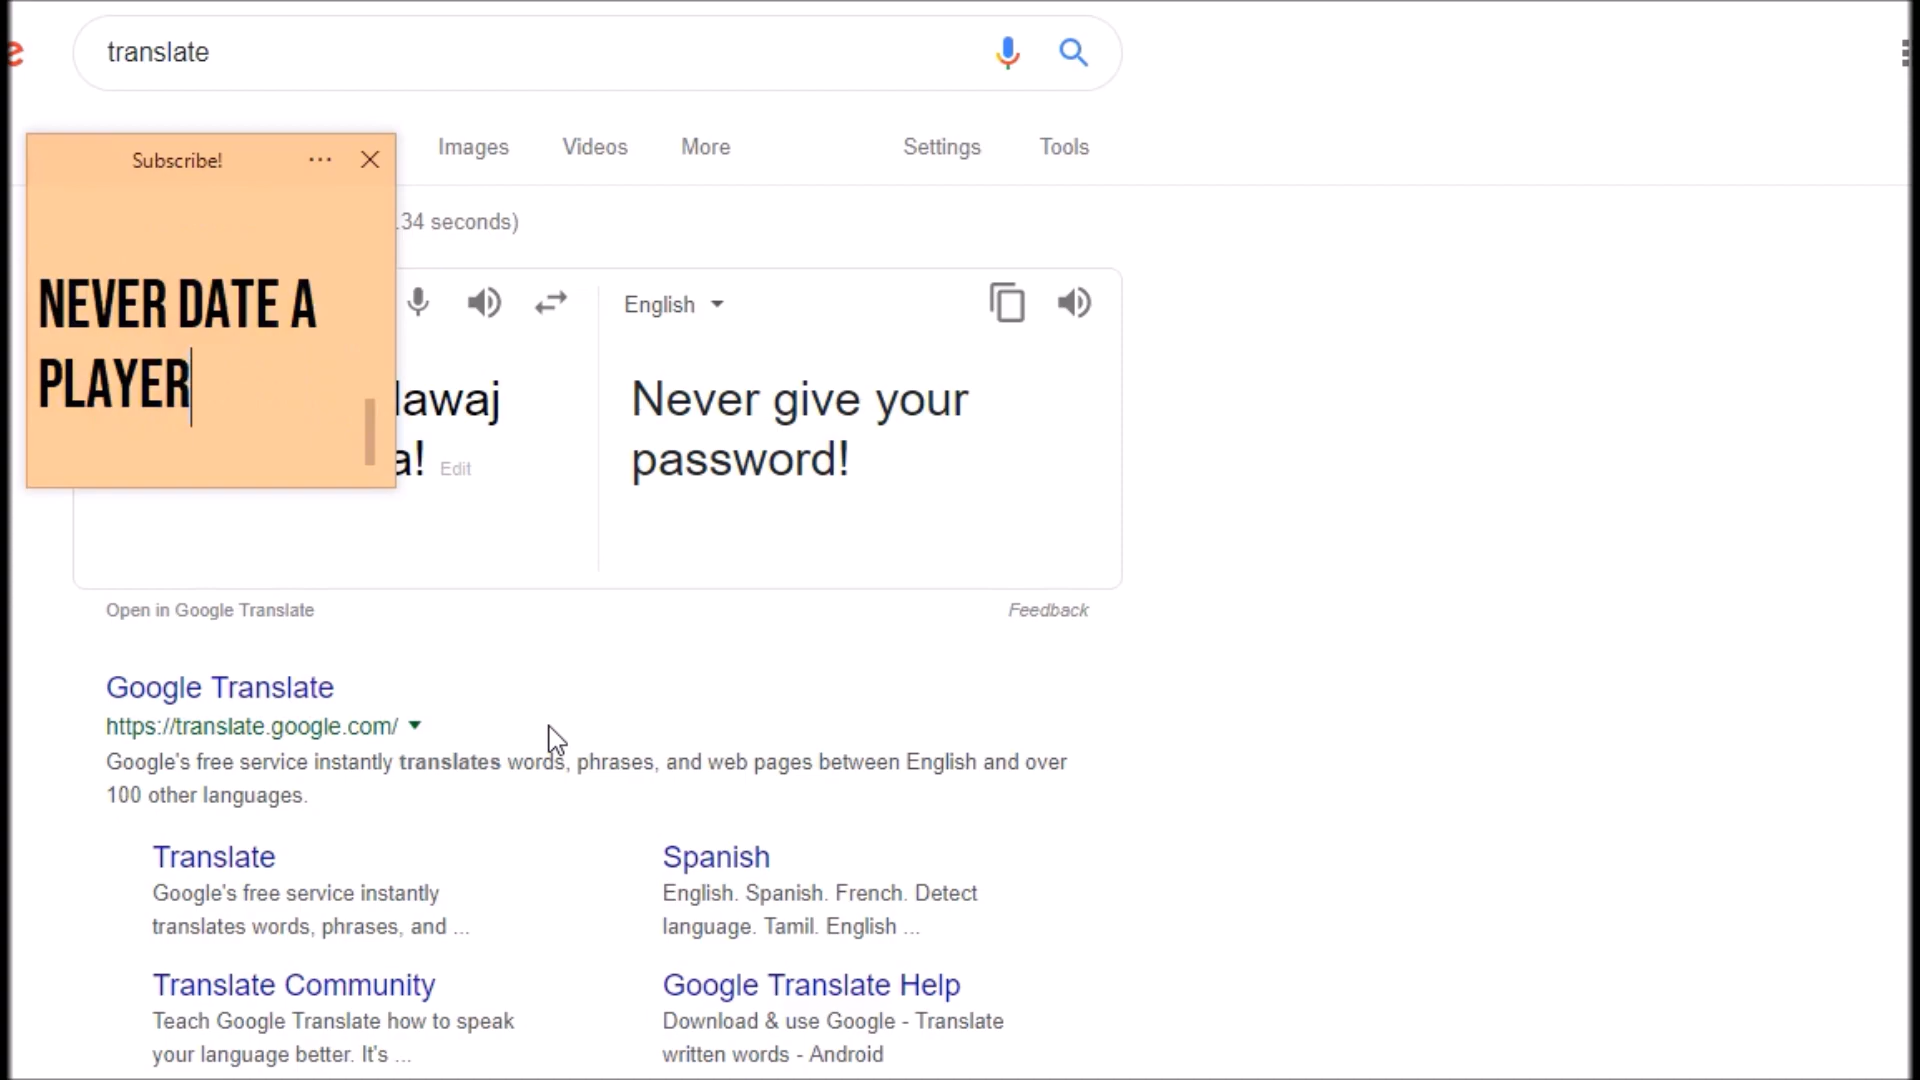 translate
Images Videos More Settings Tools
Subscribe!
.34 seconds)
NEVER DATE A
PLAYER
English
a! Edit
Never give your
password!
Open in Google Translate
Feedback
Google Translate
https://translate.google.com/
Google's free service instantly translates words, phrases, and web pages between English and over
100 other languages.
Translate
Google's free service instantly
translates words, phrases, and ...
Spanish
English. Spanish. French. Detect
language. Tamil. English ...
Translate Community
Teach Google Translate how to speak
your language better. It's ...
Google Translate Help
Download & use Google - Translate
written words - Android